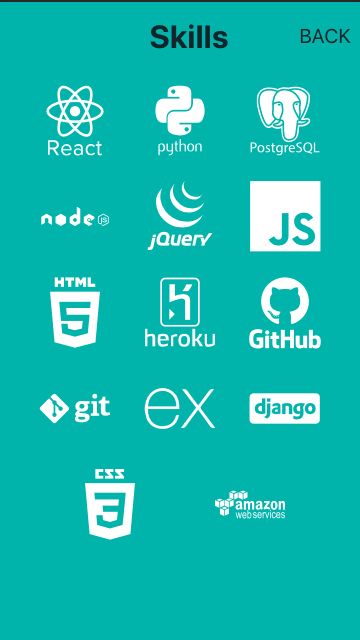 Skills
BACK
React
python
PostgreSQL
node
JS
jQuery
JS
HTML
5
heroku
GitHub
git
ex
django
CSS
3
amazon
web services